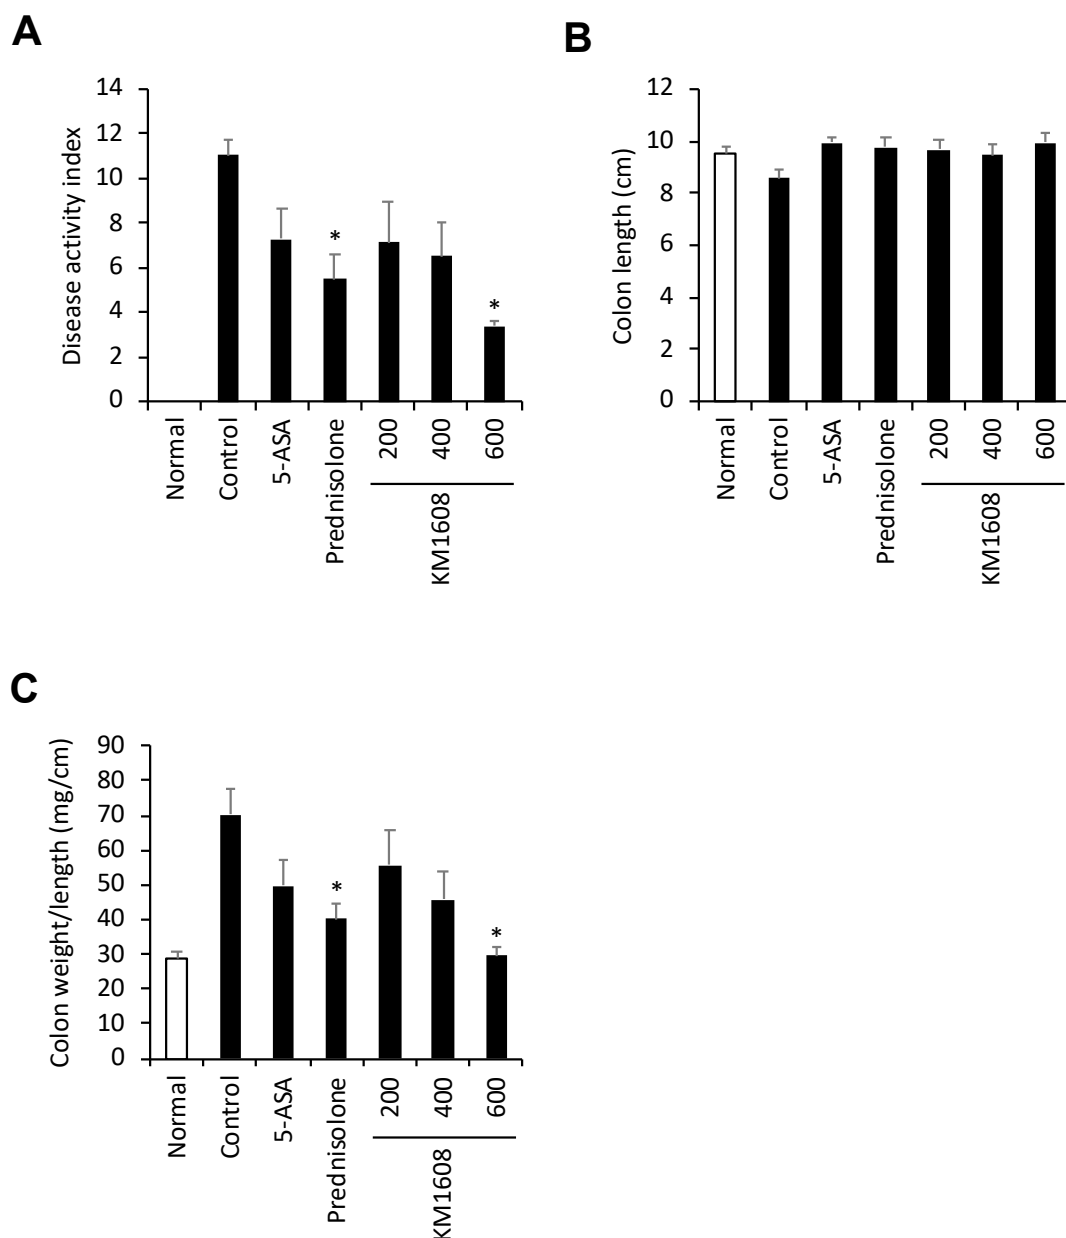 A
Disease activity index
14
12
10
8
6
4
2
0
*
*
Normal
Control
5-ASA
Prednisolone
200
400
600
KM1608
B
Colon length (cm)
12
10
8
6
4
2
0
Normal
Control
5-ASA
Prednisolone
200
400
600
KM1608
C
Colon weight/length (mg/cm)
90
80
70
60
50
40
30
20
10
0
*
*
Normal
Control
5-ASA
Prednisolone
200
400
600
KM1608